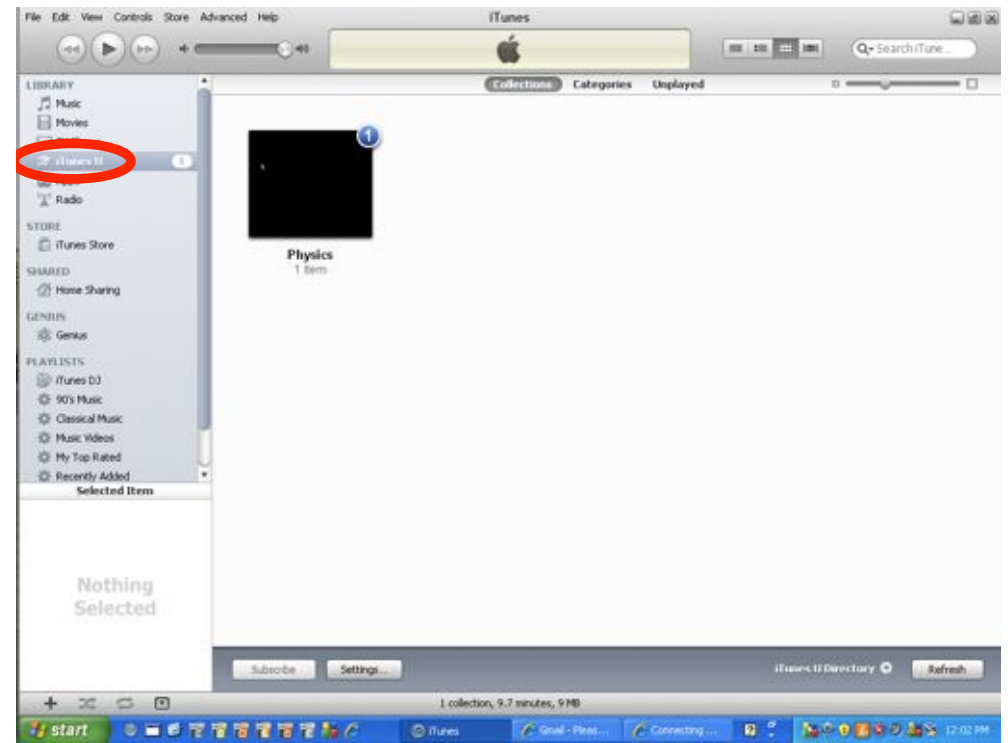 File Edit View Controls Store Advanced Help
iTunes
Search iTune...
Collections Categories Unplayed
LIBRARY
Music
Movies
iTunes U 1
Radio
STORE
iTunes Store
SHARED
Home Sharing
GENIUS
Genius
PLAYLISTS
iTunes DJ
90's Music
Classical Music
Music Videos
My Top Rated
Recently Added
Selected Item
Nothing
Selected
1
Physics
1 Item
Subscribe Settings...
iTunes U Directory Refresh
1 collection, 9.7 minutes, 9 MB
start
iTunes
Gmail - Pleas...
Connecting ...
12:02 PM